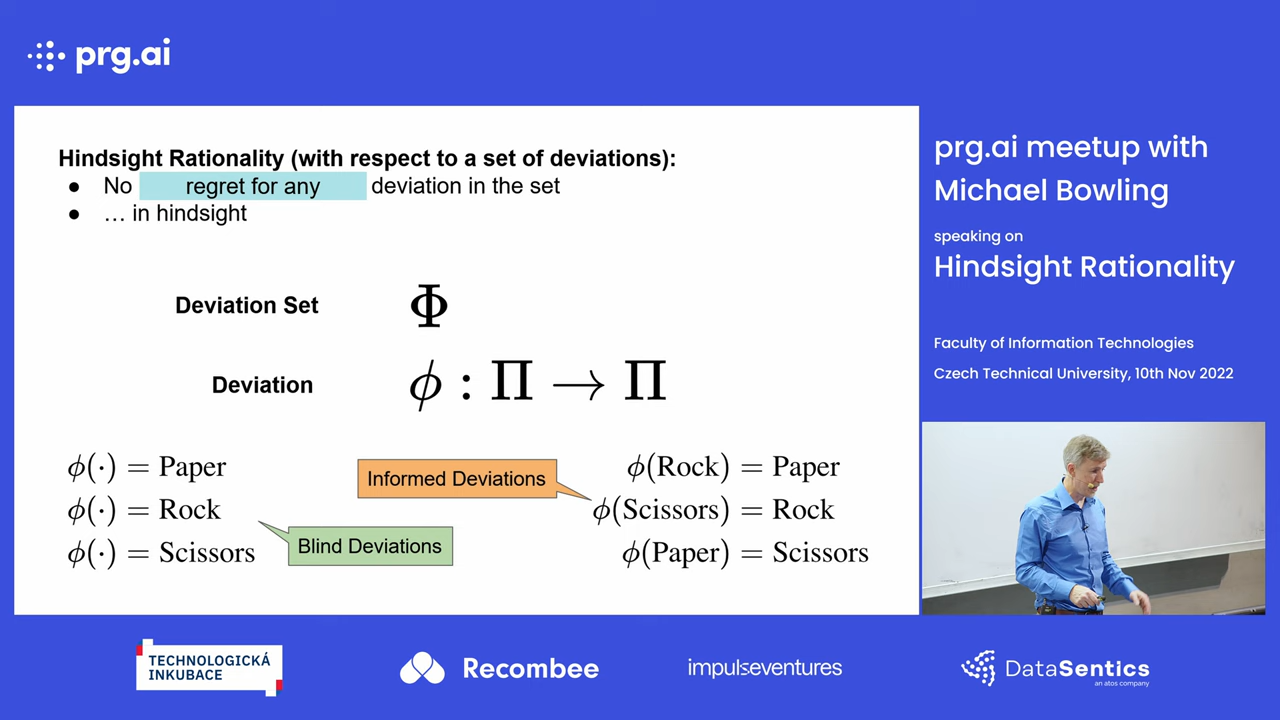 prg.ai
Hindsight Rationality (with respect to a set of deviations):
● No regret for any deviation in the set
● … in hindsight
Deviation Set Φ
Deviation ϕ : Π → Π
ϕ(·) = Paper
ϕ(·) = Rock
ϕ(·) = Scissors
Blind Deviations
Informed Deviations
ϕ(Rock) = Paper
ϕ(Scissors) = Rock
ϕ(Paper) = Scissors
prg.ai meetup with
Michael Bowling
speaking on
Hindsight Rationality
Faculty of Information Technologies
Czech Technical University, 10th Nov 2022
TECHNOLOGICKÁ
INKUBACE
Recombee
impulseventures
DataSentics
an atos company